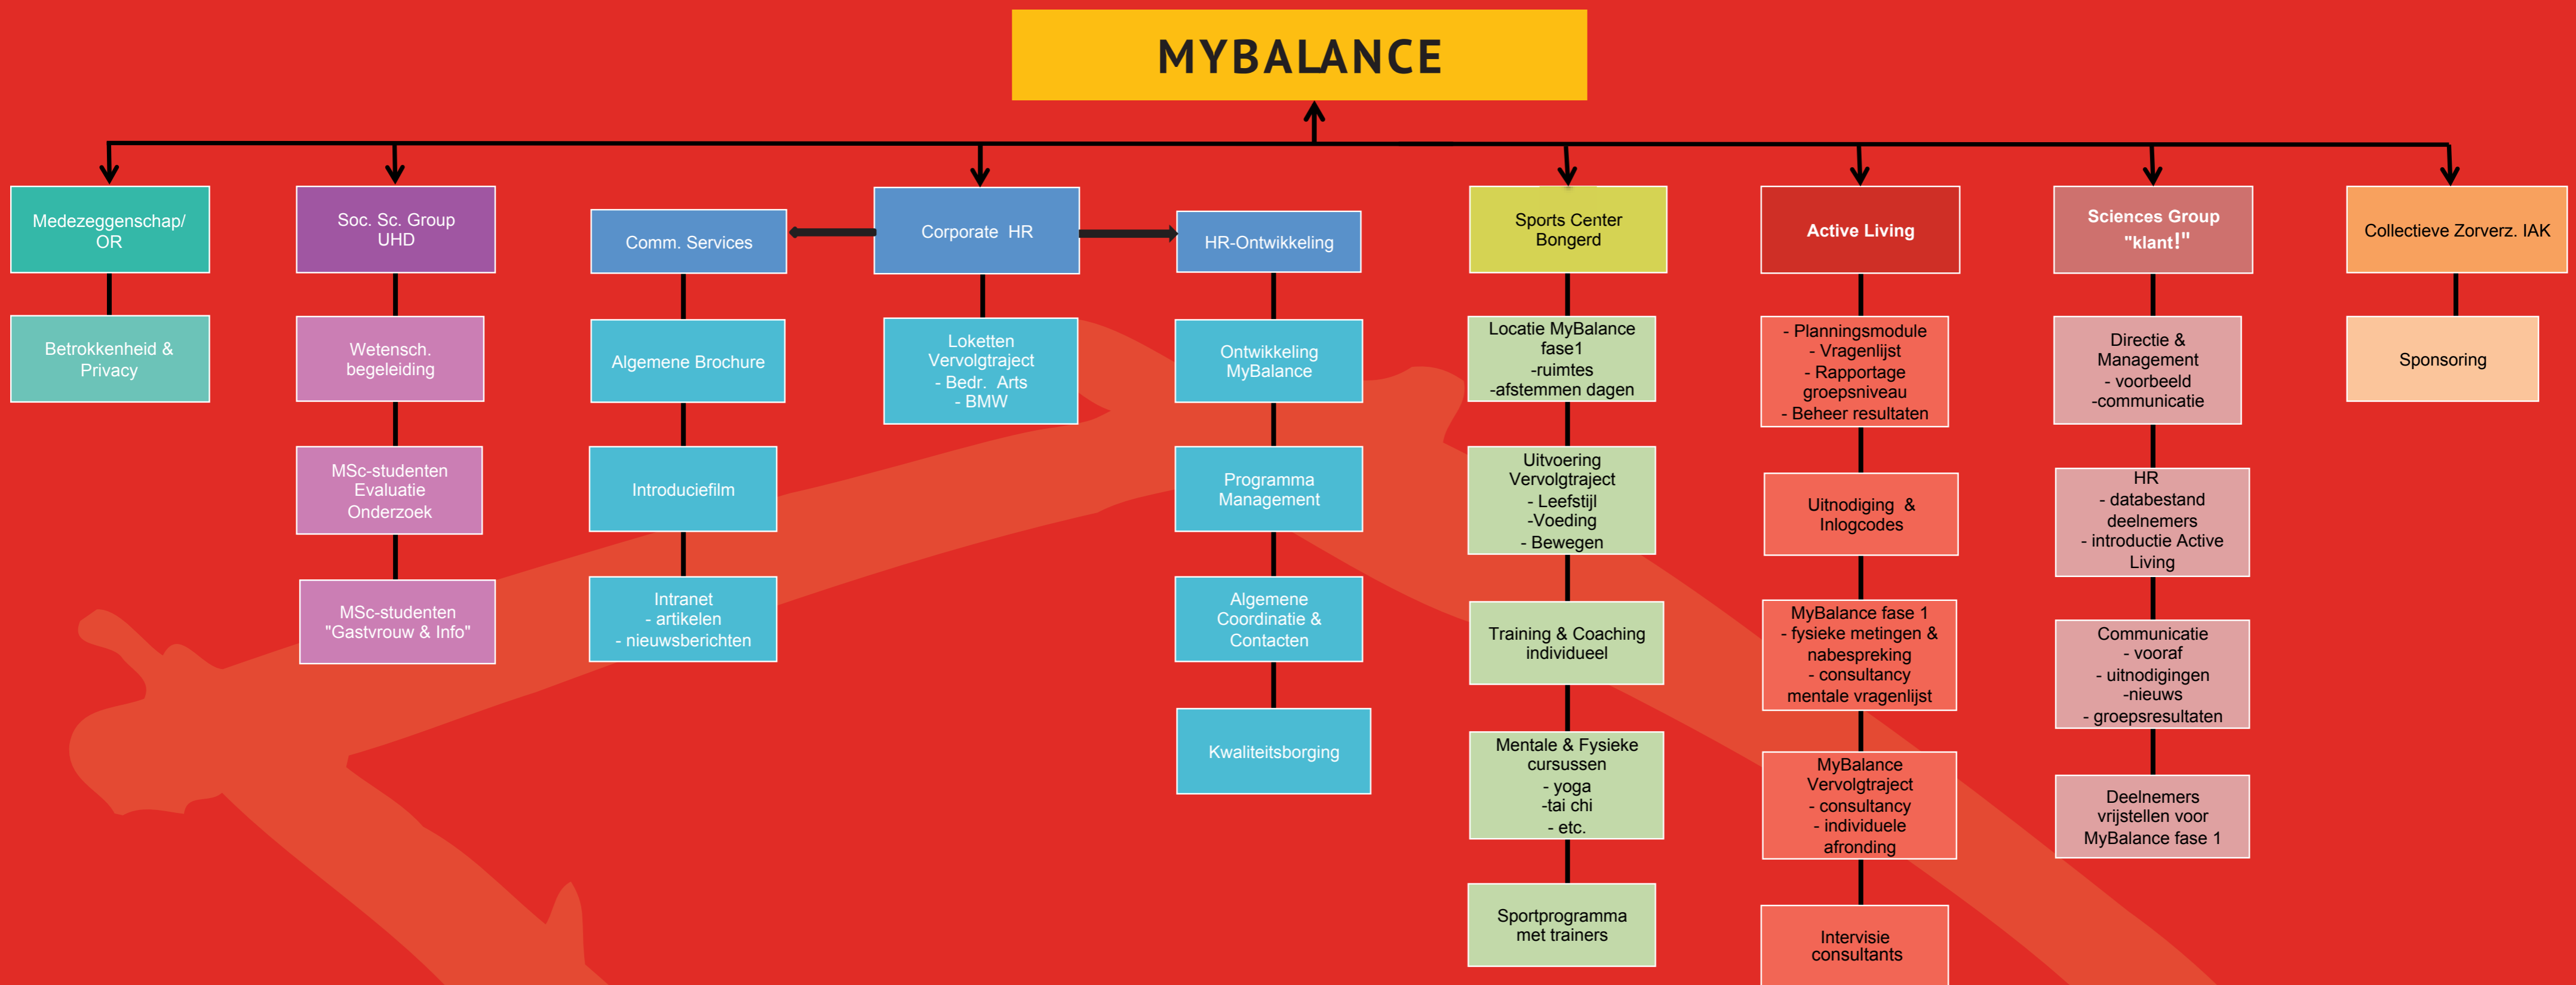 MYBALANCE
Medezeggenschap/
OR
Betrokkenheid &
Privacy
Soc. Sc. Group
UHD
Wetensch.
begeleiding
MSc-studenten
Evaluatie
Onderzoek
MSc-studenten
"Gastvrouw & Info"
Comm. Services
Algemene Brochure
Introduciefilm
Intranet
- artikelen
- nieuwsberichten
Corporate HR
Loketten
Vervolgtraject
- Bedr. Arts
- BMW
HR-Ontwikkeling
Ontwikkeling
MyBalance
Programma
Management
Algemene
Coordinatie &
Contacten
Kwaliteitsborging
Sports Center
Bongerd
Locatie MyBalance
fase1
-ruimtes
-afstemmen dagen
Uitvoering
Vervolgtraject
- Leefstijl
-Voeding
- Bewegen
Training & Coaching
individueel
Mentale & Fysieke
cursussen
- yoga
-tai chi
- etc.
Sportprogramma
met trainers
Active Living
- Planningsmodule
- Vragenlijst
- Rapportage
groepsniveau
- Beheer resultaten
Uitnodiging &
Inlogcodes
MyBalance fase 1
- fysieke metingen &
nabespreking
- consultancy
mentale vragenlijst
MyBalance
Vervolgtraject
- consultancy
- individuele
afronding
Intervisie
consultants
Sciences Group
"klant!"
Directie &
Management
- voorbeeld
-communicatie
HR
- databestand
deelnemers
- introductie Active
Living
Communicatie
- vooraf
- uitnodigingen
-nieuws
- groepsresultaten
Deelnemers
vrijstellen voor
MyBalance fase 1
Collectieve Zorverz. IAK
Sponsoring